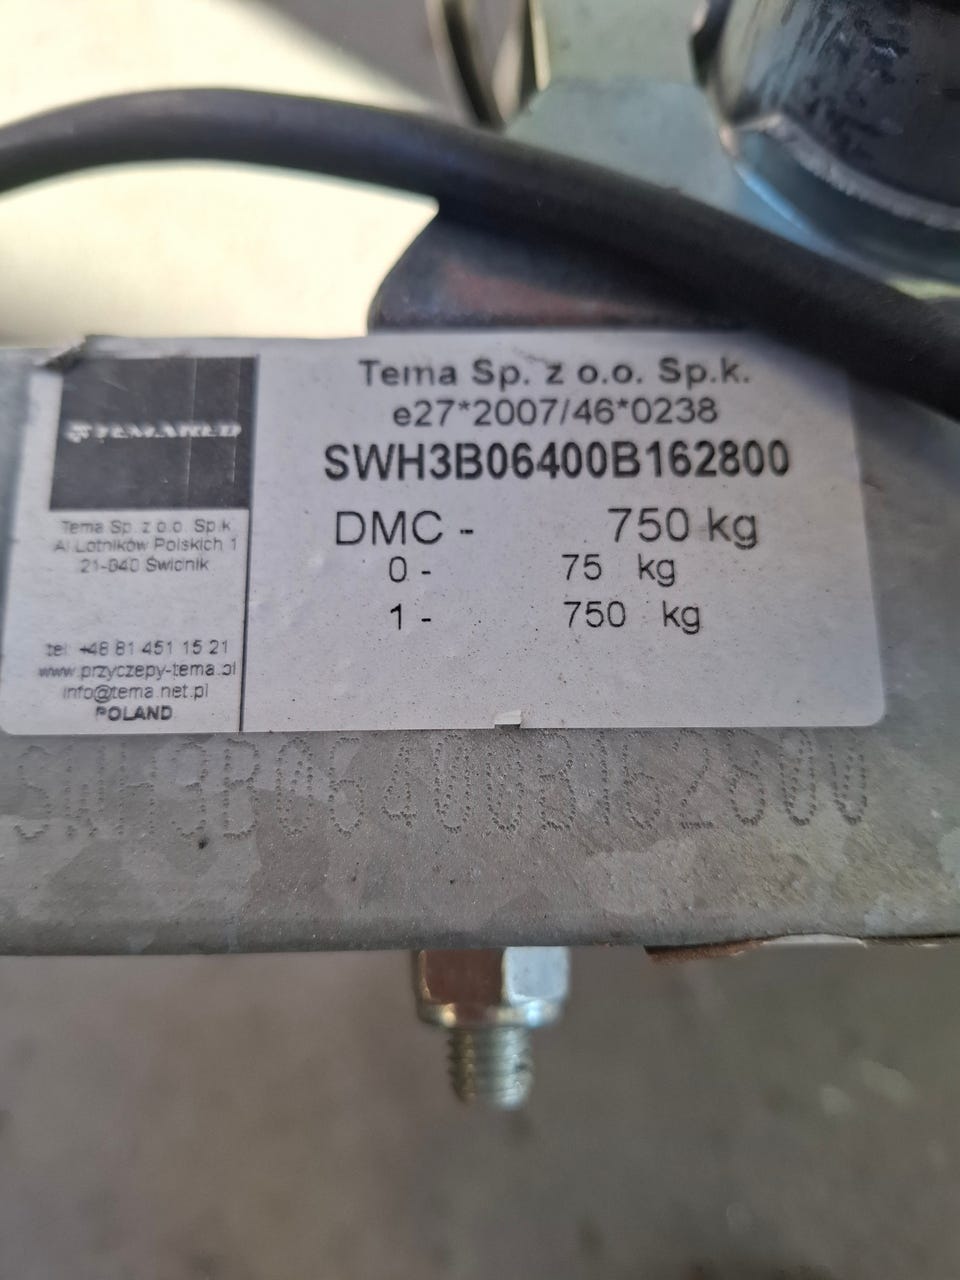 TEMARED
Tema Sp. z o.o. Sp.k.
Al Lotników Polskich 1
21-040 Świdnik
tel. +48 81 451 15 21
www.przyczepy-tema.pl
info@tema.net.pl
POLAND
Tema Sp. z o.o. Sp.k.
e27*2007/46*0238
SWH3B06400B162800
DMC - 750 kg
0 - 75 kg
1 - 750 kg
SWH3B06400B162800